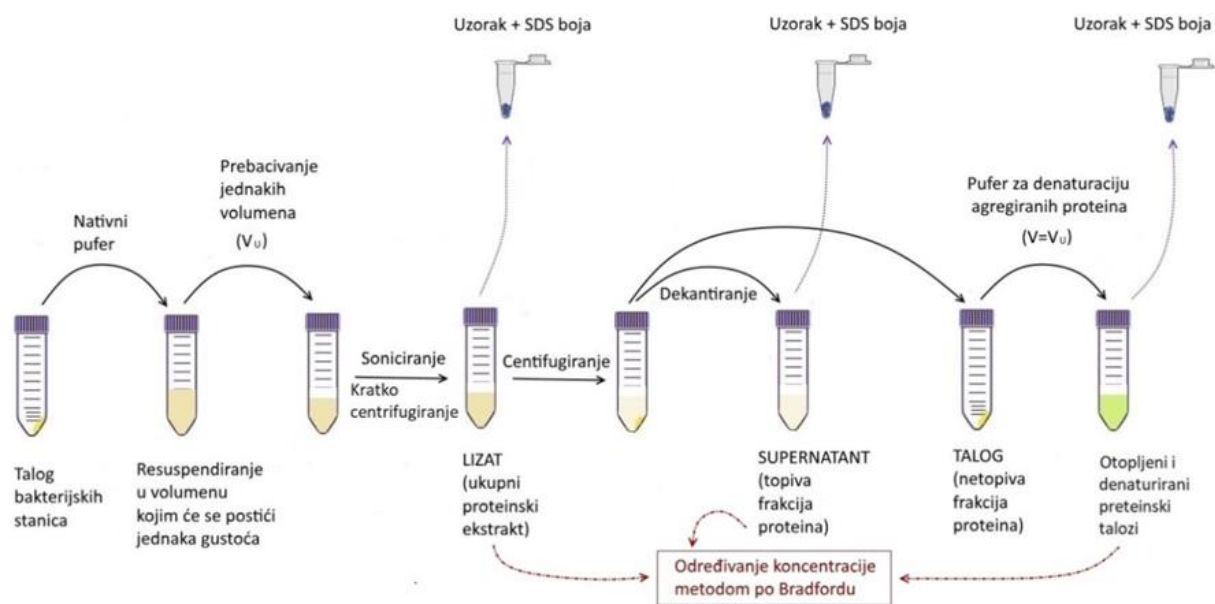 Uzorak + SDS boja
Uzorak + SDS boja
Uzorak + SDS boja
Nativni
pufer
Prebacivanje
jednakih
volumena
(Vᵤ)
Pufer za denaturaciju
agregiranih proteina
(V=Vᵤ)
Soniciranje
Kratko
centrifugiranje
Centifugiranje
Dekantiranje
Talog
bakterijskih
stanica
Resuspendiranje
u volumenu
kojim će se postići
jednaka gustoća
LIZAT
(ukupni
proteinski
ekstrakt)
SUPERNATANT
(topiva
frakcija
proteina)
TALOG
(netopiva
frakcija
proteina)
Otopljeni i
denaturirani
preteinski
talozi
Određivanje koncentracije
metodom po Bradfordu